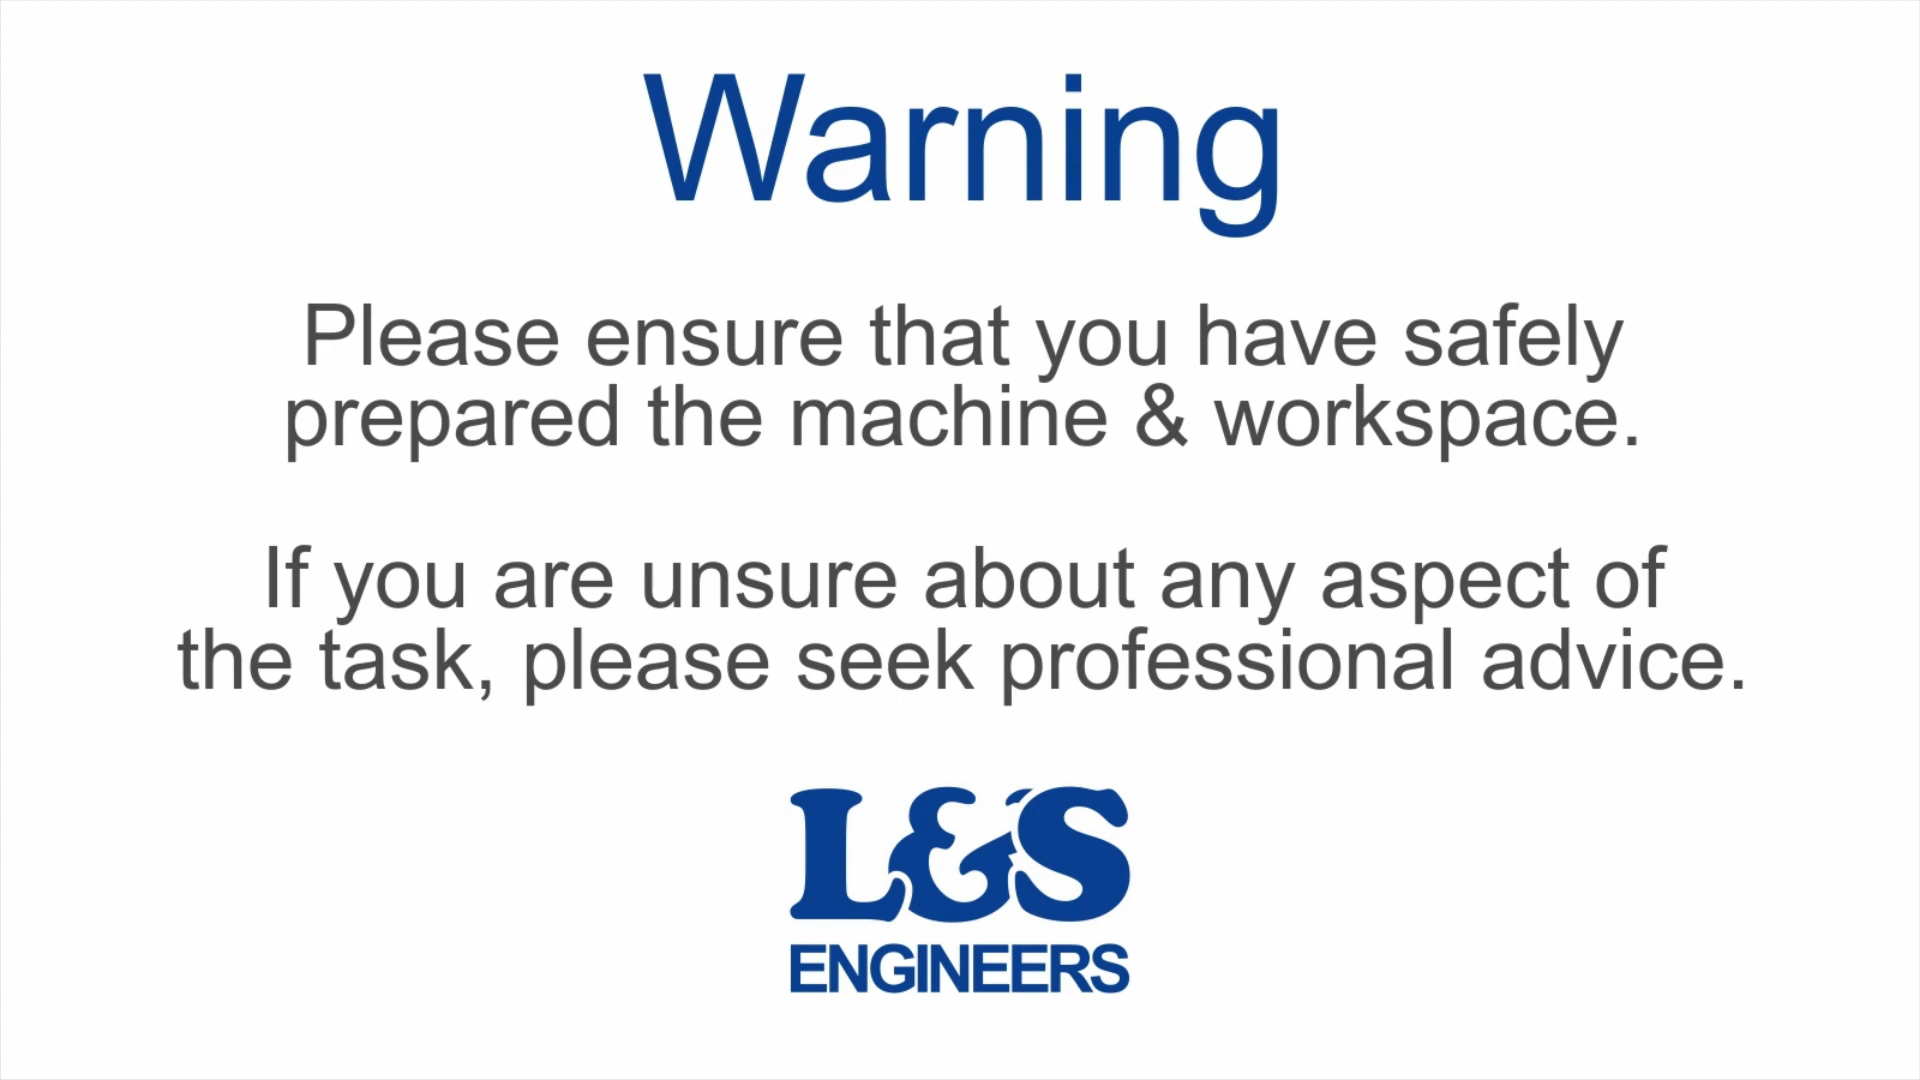 Warning
Please ensure that you have safely
prepared the machine & workspace.
If you are unsure about any aspect of
the task, please seek professional advice.
L&S
ENGINEERS